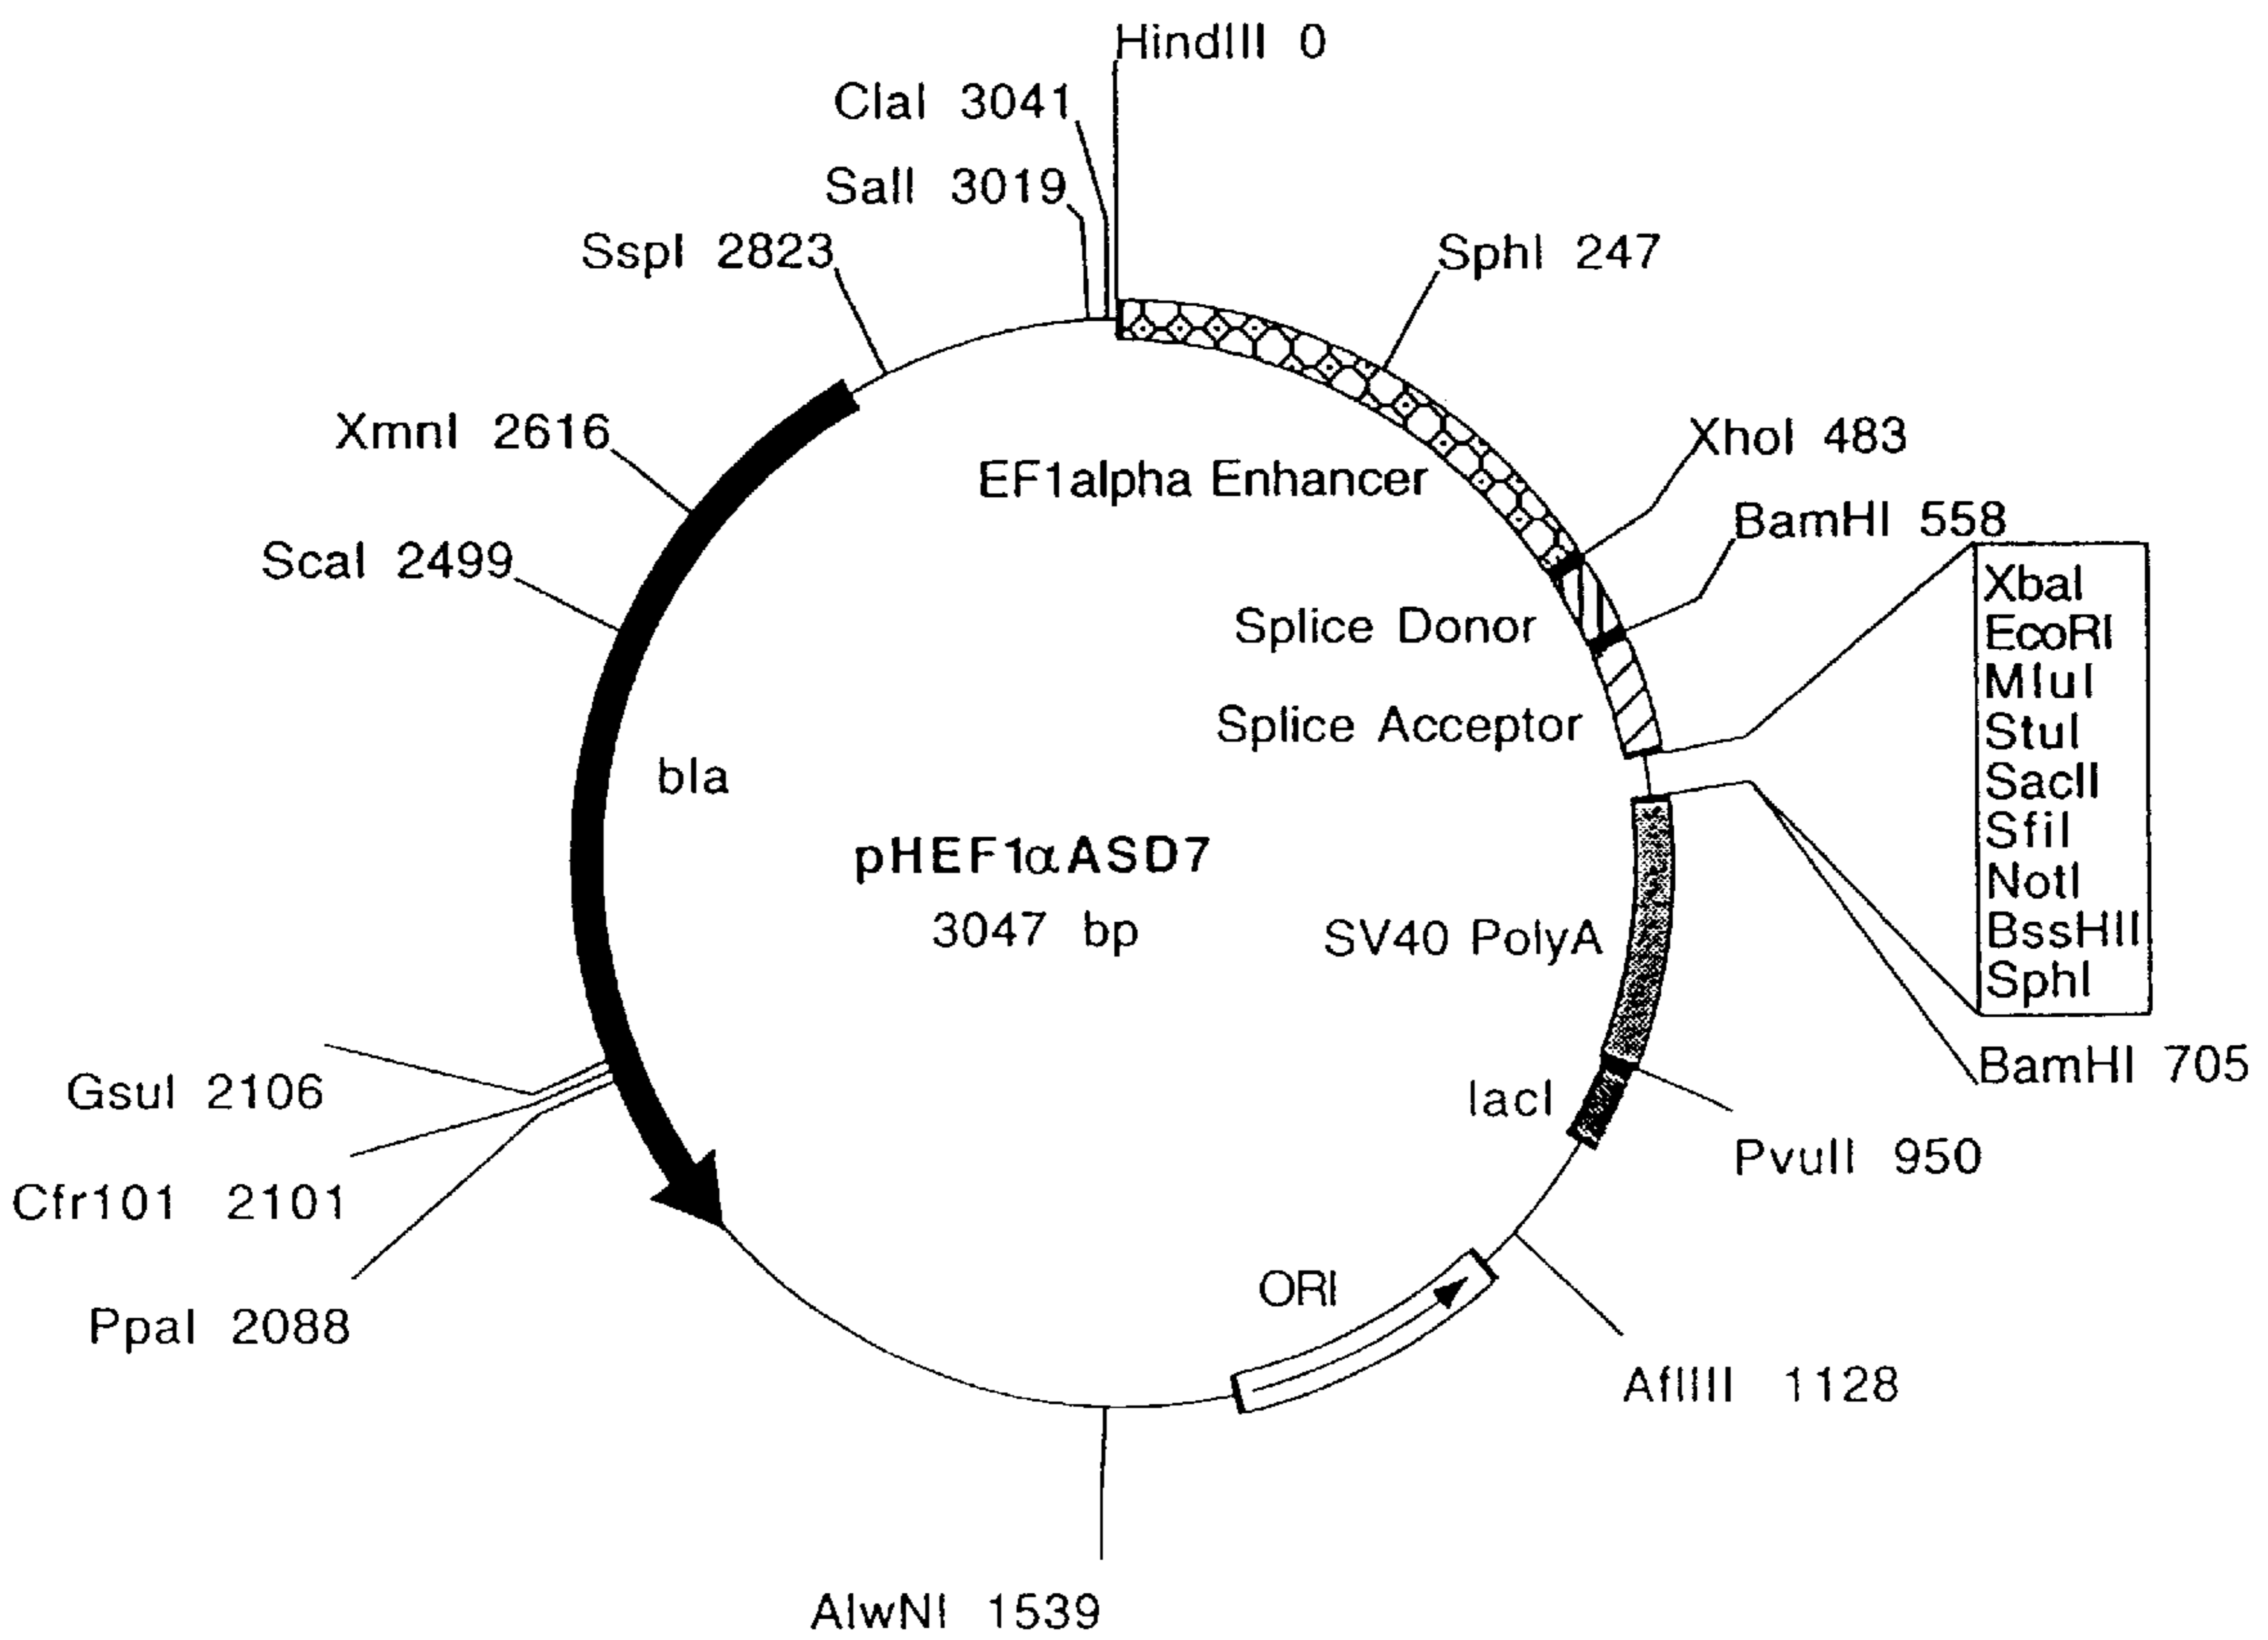 HindIII 0
ClaI 3041
SalI 3019
SspI 2823
SphI 247
XmnI 2616
XhoI 483
EF1alpha Enhancer
BamHI 558
ScaI 2499
XbaI
EcoRI
MluI
StuI
SacII
SfiI
NotI
BssHII
SphI
Splice Donor
Splice Acceptor
bla
pHEF1αASD7
3047 bp
SV40 PolyA
BamHI 705
GsuI 2106
lacI
PvuII 950
Cfr101 2101
ORI
PpaI 2088
AflIII 1128
AlwNI 1539